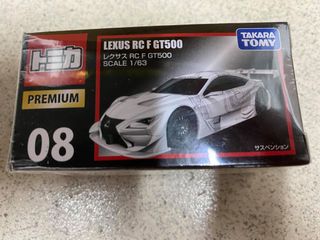 トミカ
PREMIUM
08
LEXUS RC F GT500
レクサス RC F GT500
SCALE 1/63
TAKARA
TOMY
サスペンション